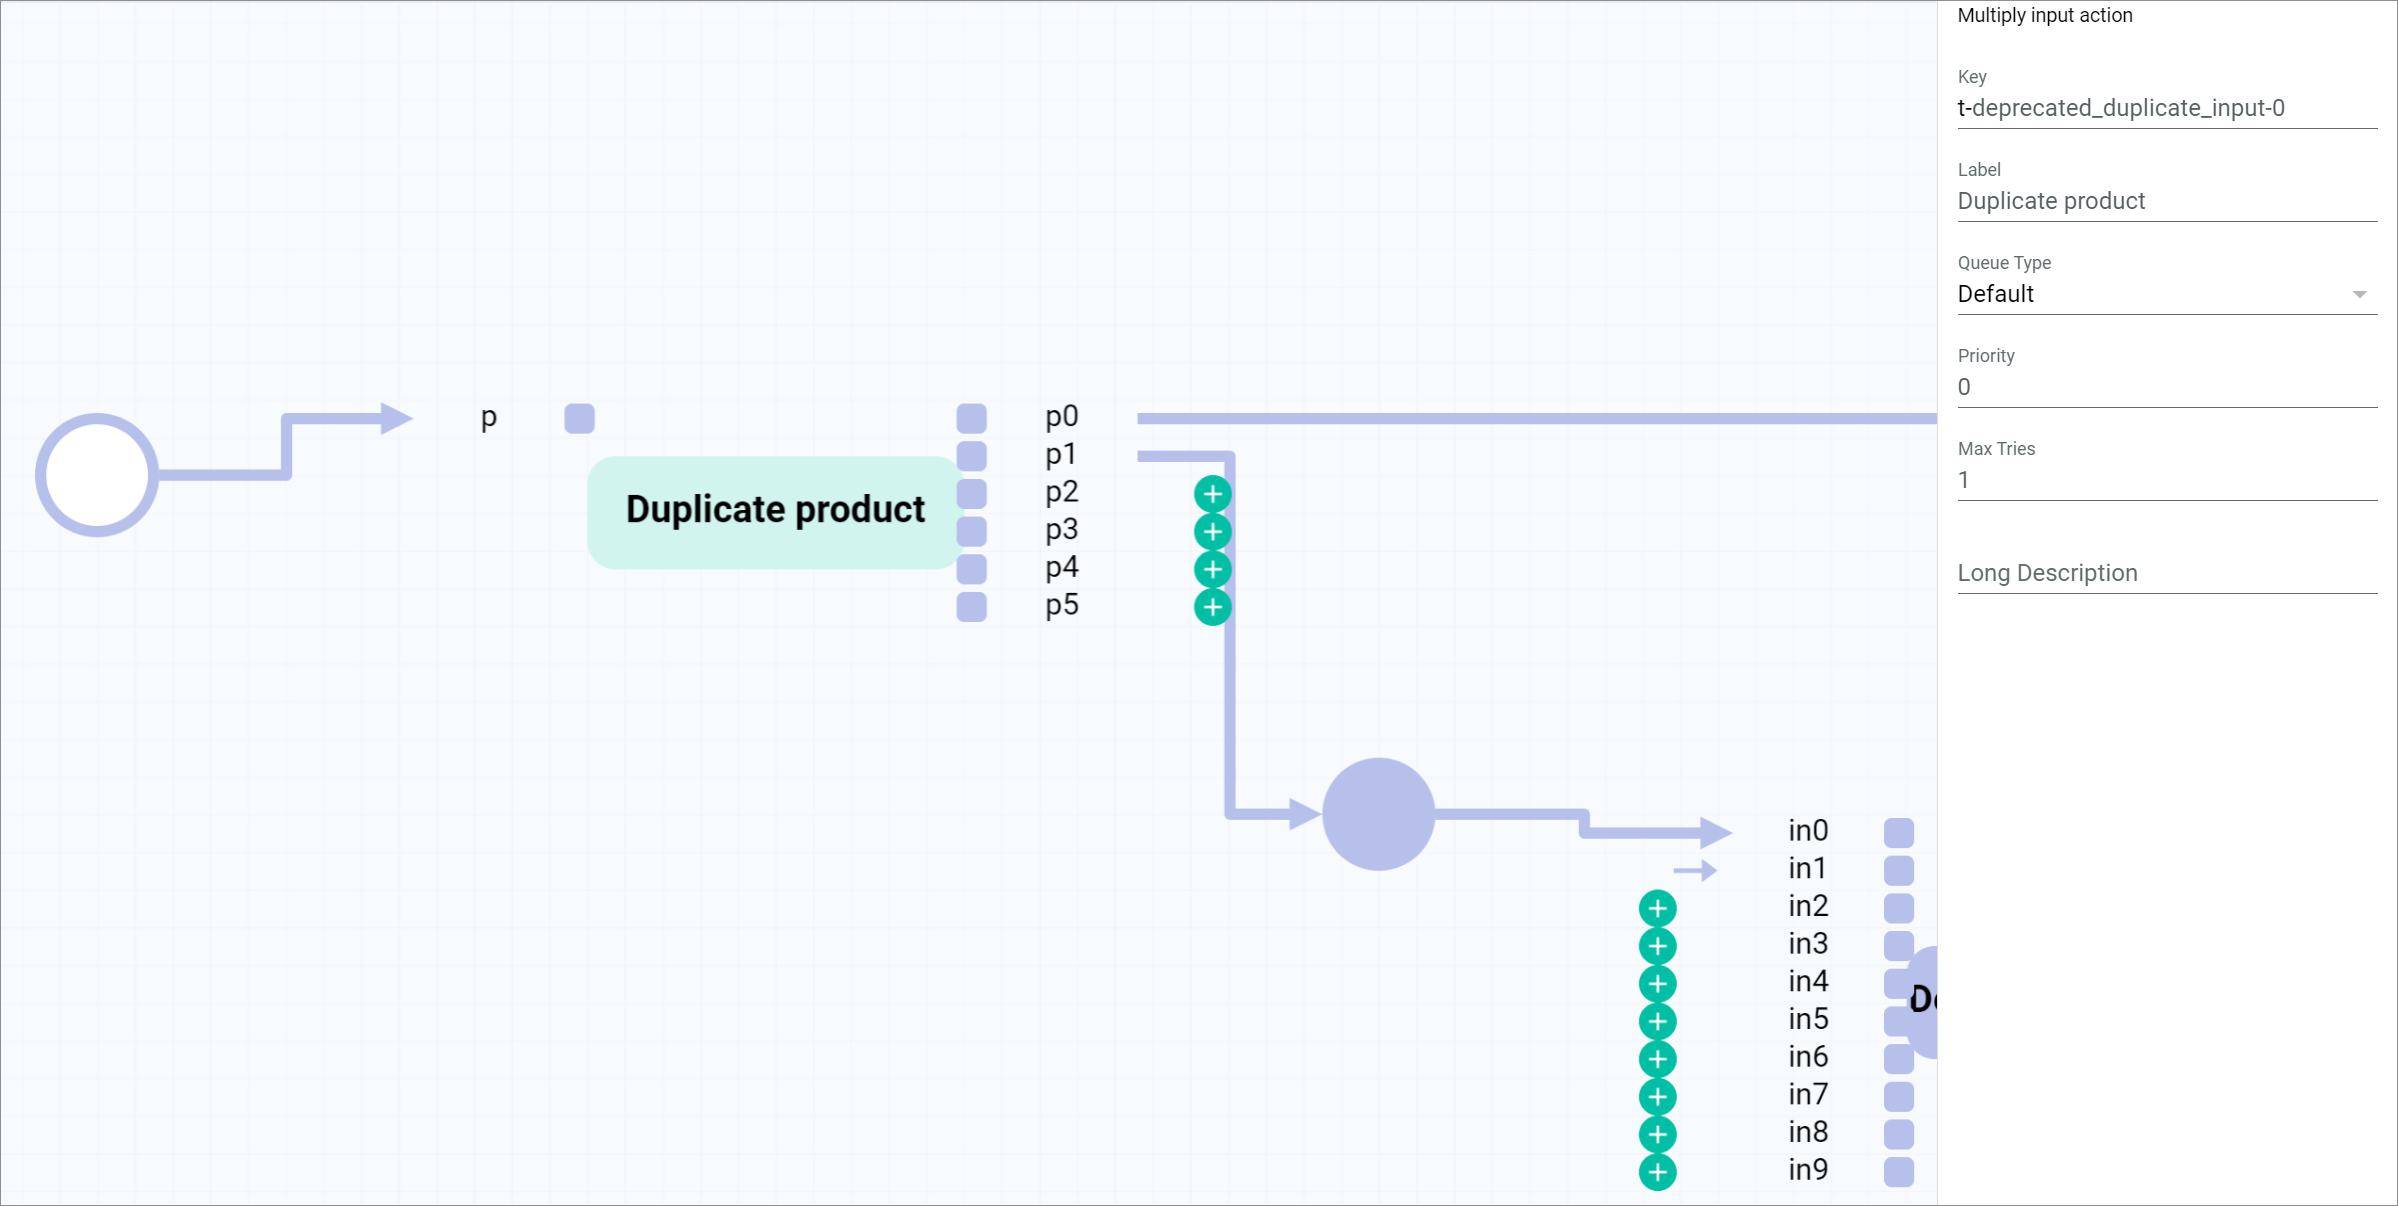 Multiply input action
Key
t-deprecated_duplicate_input-0
Label
Duplicate product
Queue Type
Default
Priority
0
Max Tries
1
Long Description
p
Duplicate product
p0
p1
p2
p3
p4
p5
in0
in1
in2
in3
in4
in5
in6
in7
in8
in9